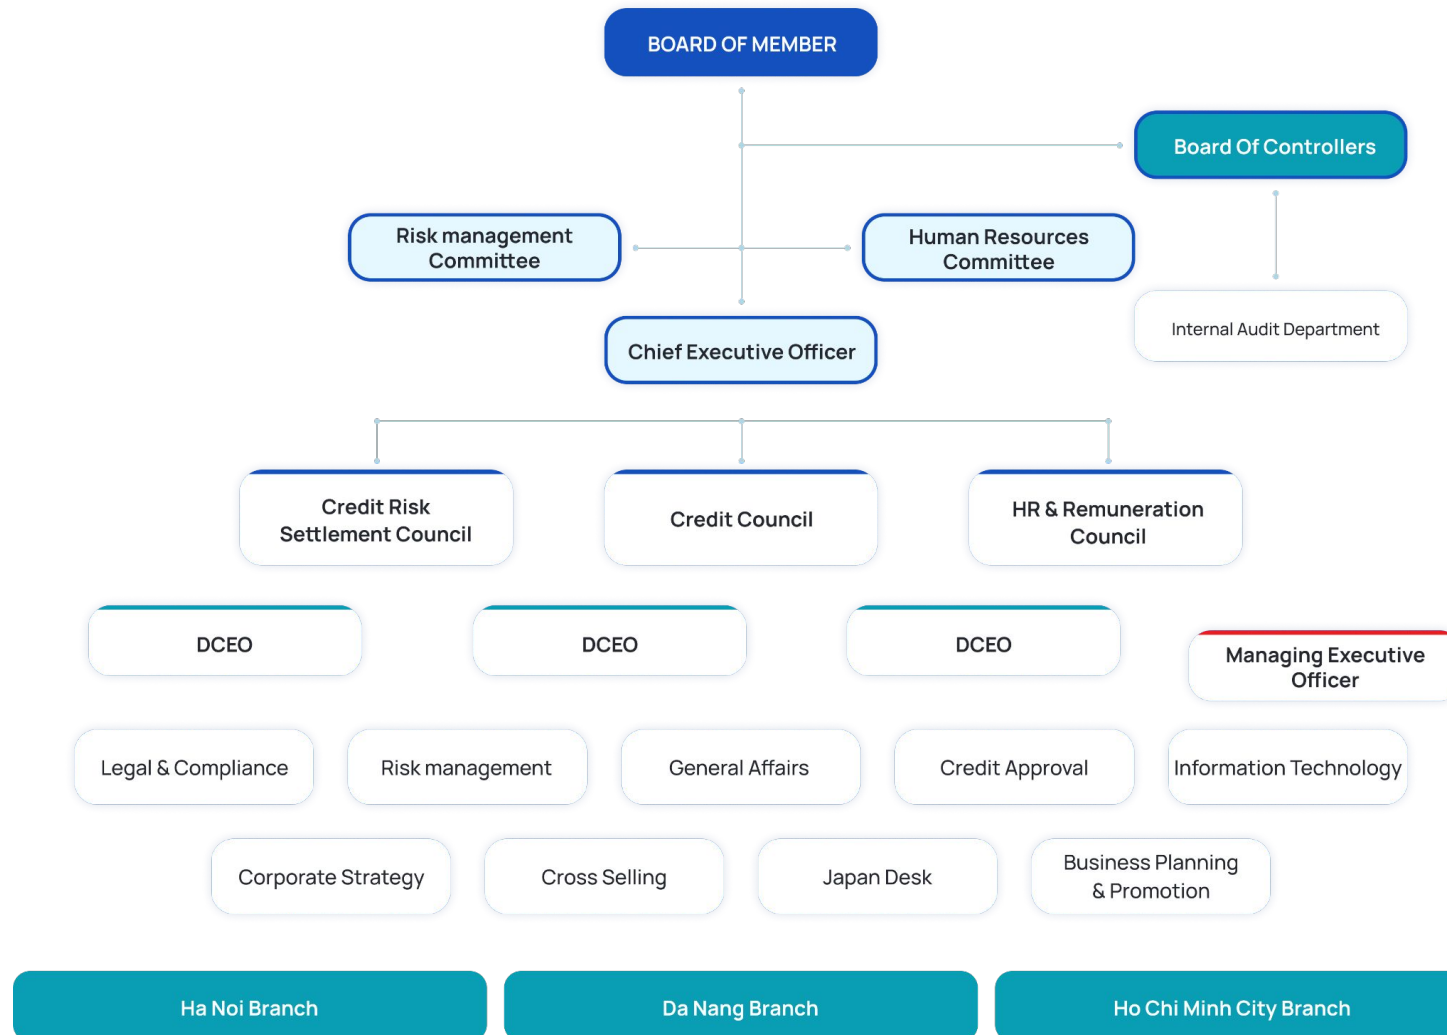 BOARD OF MEMBER
Board Of Controllers
Risk management
Committee
Human Resources
Committee
Internal Audit Department
Chief Executive Officer
Credit Risk
Settlement Council
Credit Council
HR & Remuneration
Council
DCEO
DCEO
DCEO
Managing Executive
Officer
Legal & Compliance
Risk management
General Affairs
Credit Approval
Information Technology
Corporate Strategy
Cross Selling
Japan Desk
Business Planning
& Promotion
Ha Noi Branch
Da Nang Branch
Ho Chi Minh City Branch